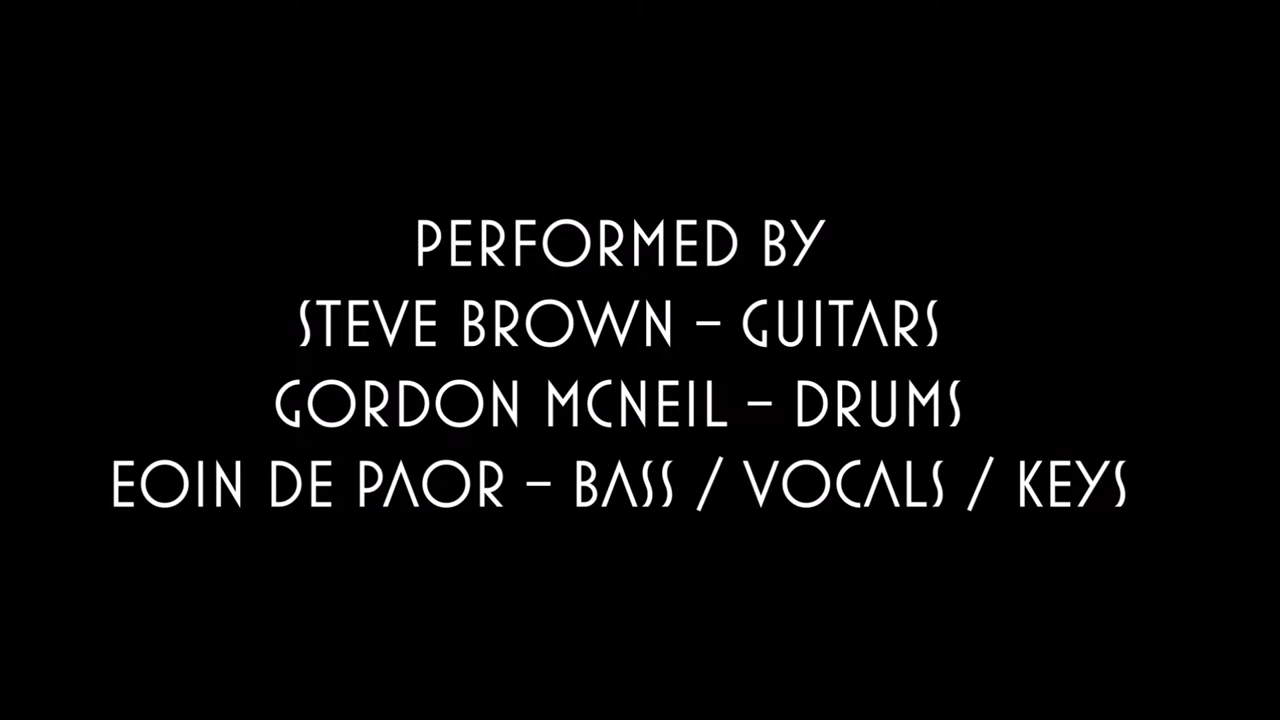 PERFORMED BY
STEVE BROWN – GUITARS
GORDON MCNEIL – DRUMS
EOIN DE PAOR – BASS / VOCALS / KEYS